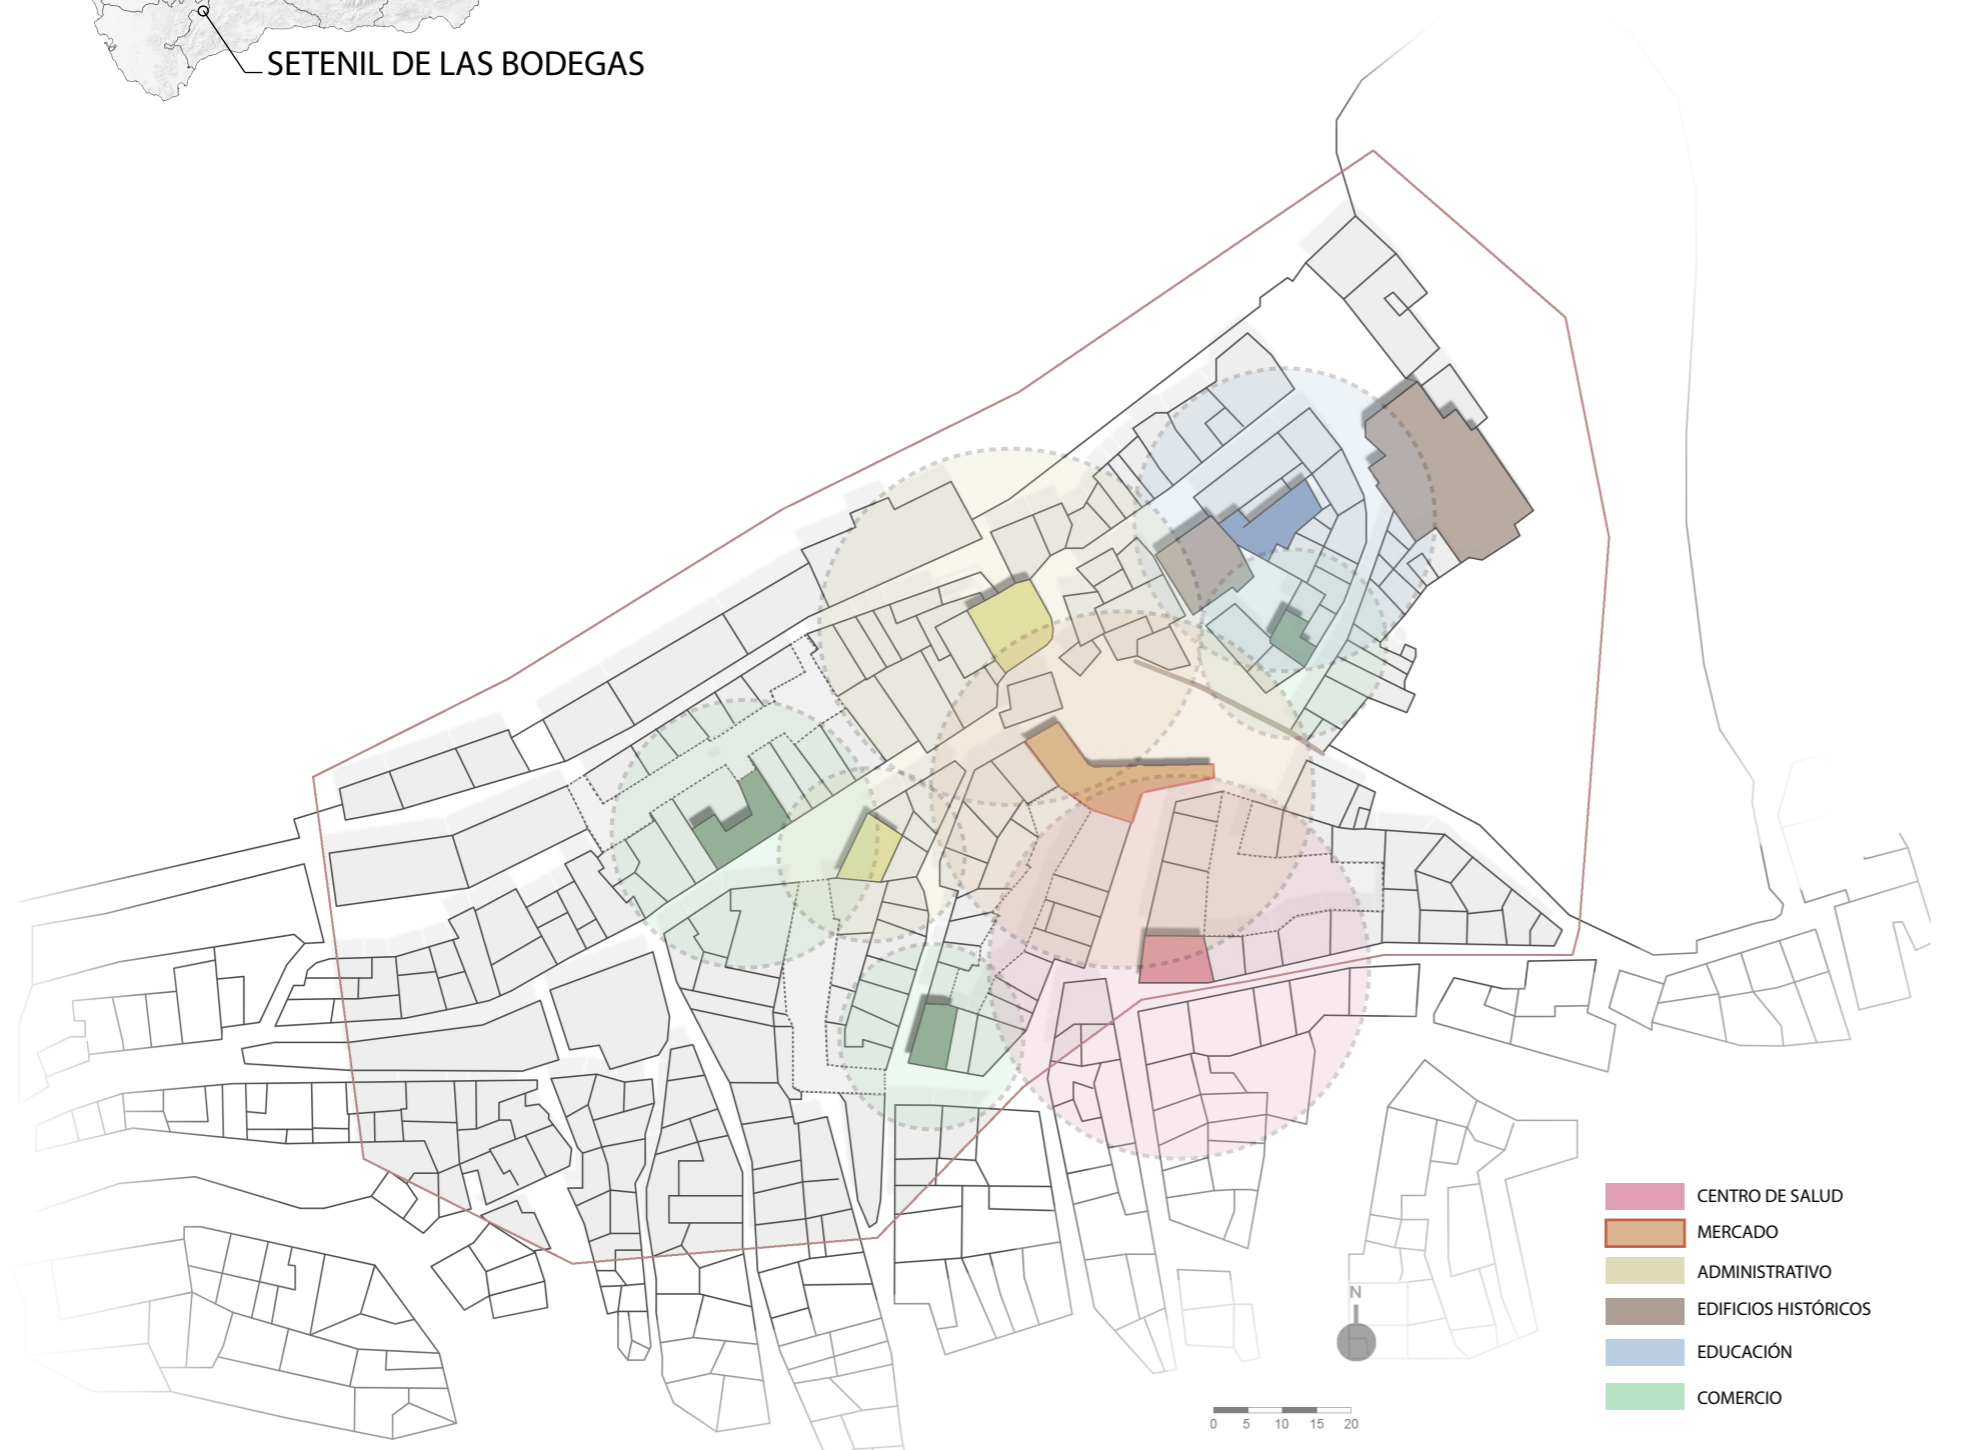 SETENIL DE LAS BODEGAS
CENTRO DE SALUD
MERCADO
ADMINISTRATIVO
EDIFICIOS HISTÓRICOS
EDUCACIÓN
COMERCIO
N
0 5 10 15 20